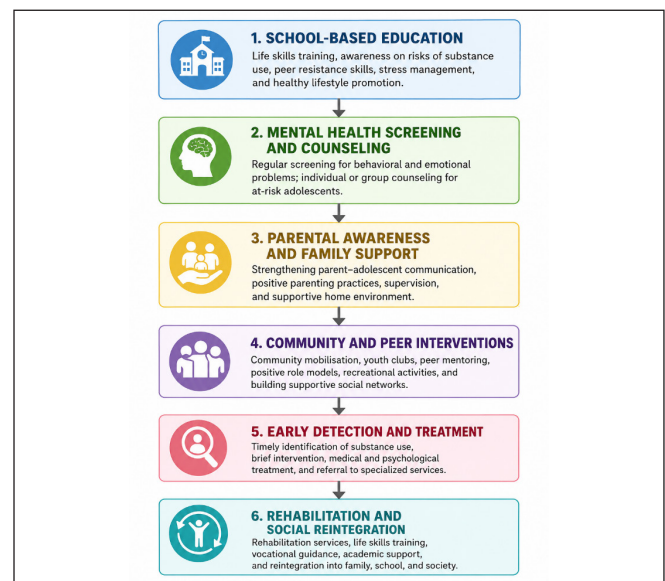 1. SCHOOL-BASED EDUCATION
Life skills training, awareness on risks of substance
use, peer resistance skills, stress management,
and healthy lifestyle promotion.
2. MENTAL HEALTH SCREENING
AND COUNSELING
Regular screening for behavioral and emotional
problems; individual or group counseling for
at-risk adolescents.
3. PARENTAL AWARENESS
AND FAMILY SUPPORT
Strengthening parent–adolescent communication,
positive parenting practices, supervision,
and supportive home environment.
4. COMMUNITY AND PEER INTERVENTIONS
Community mobilisation, youth clubs, peer mentoring,
positive role models, recreational activities, and
building supportive social networks.
5. EARLY DETECTION AND TREATMENT
Timely identification of substance use,
brief intervention, medical and psychological
treatment, and referral to specialized services.
6. REHABILITATION AND
SOCIAL REINTEGRATION
Rehabilitation services, life skills training,
vocational guidance, academic support,
and reintegration into family, school, and society.